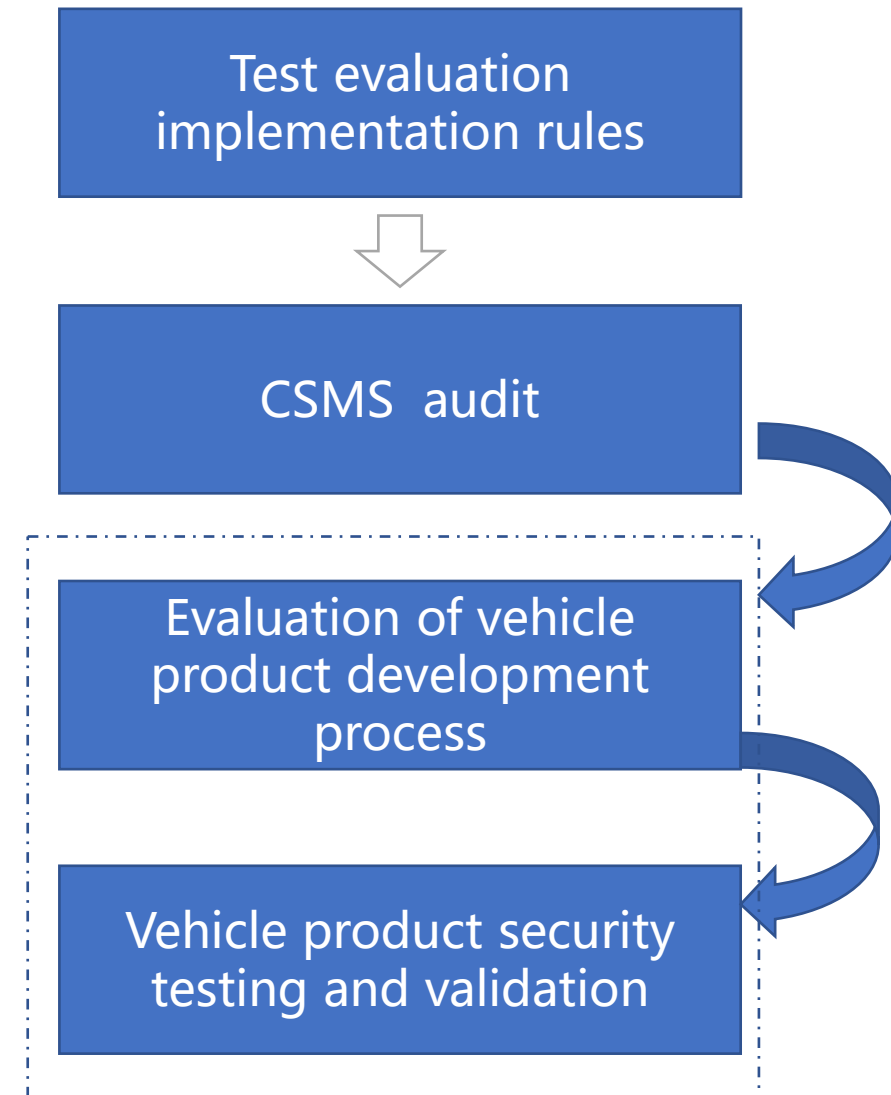 Test evaluation
implementation rules
CSMS audit
Evaluation of vehicle
product development
process
Vehicle product security
testing and validation